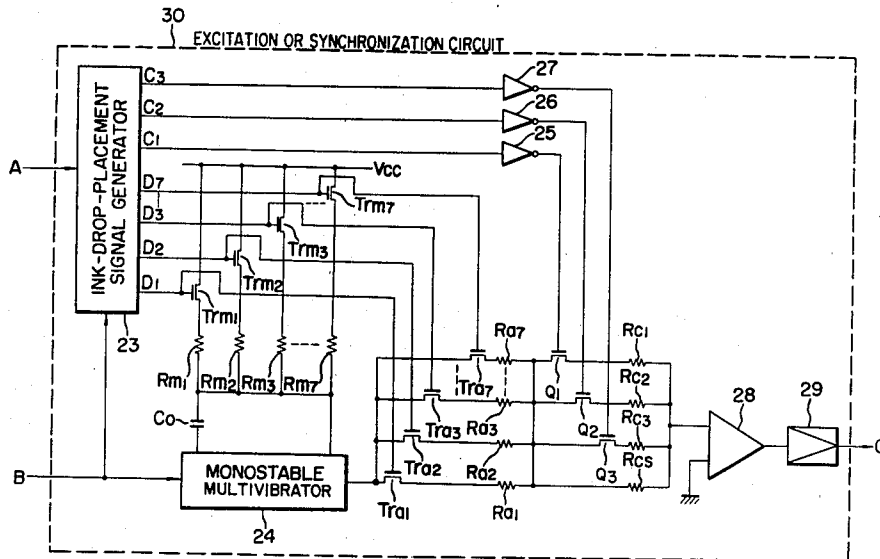 30
EXCITATION OR SYNCHRONIZATION CIRCUIT
27
C3
26
C2
25
C1
A
INK-DROP-PLACEMENT
SIGNAL GENERATOR
Vcc
D7
Trm7
D3
Trm3
D2
Trm2
D1
Trm1
23
Rm1
Rm2
Rm3
Rm7
Ra7
Rc1
Tra7
Q1
Rc2
28
29
Co
Tra3
Ra3
Q2
Rc3
C
B
MONOSTABLE
MULTIVIBRATOR
Tra2
Ra2
Q3
Rcs
24
Tra1
Ra1